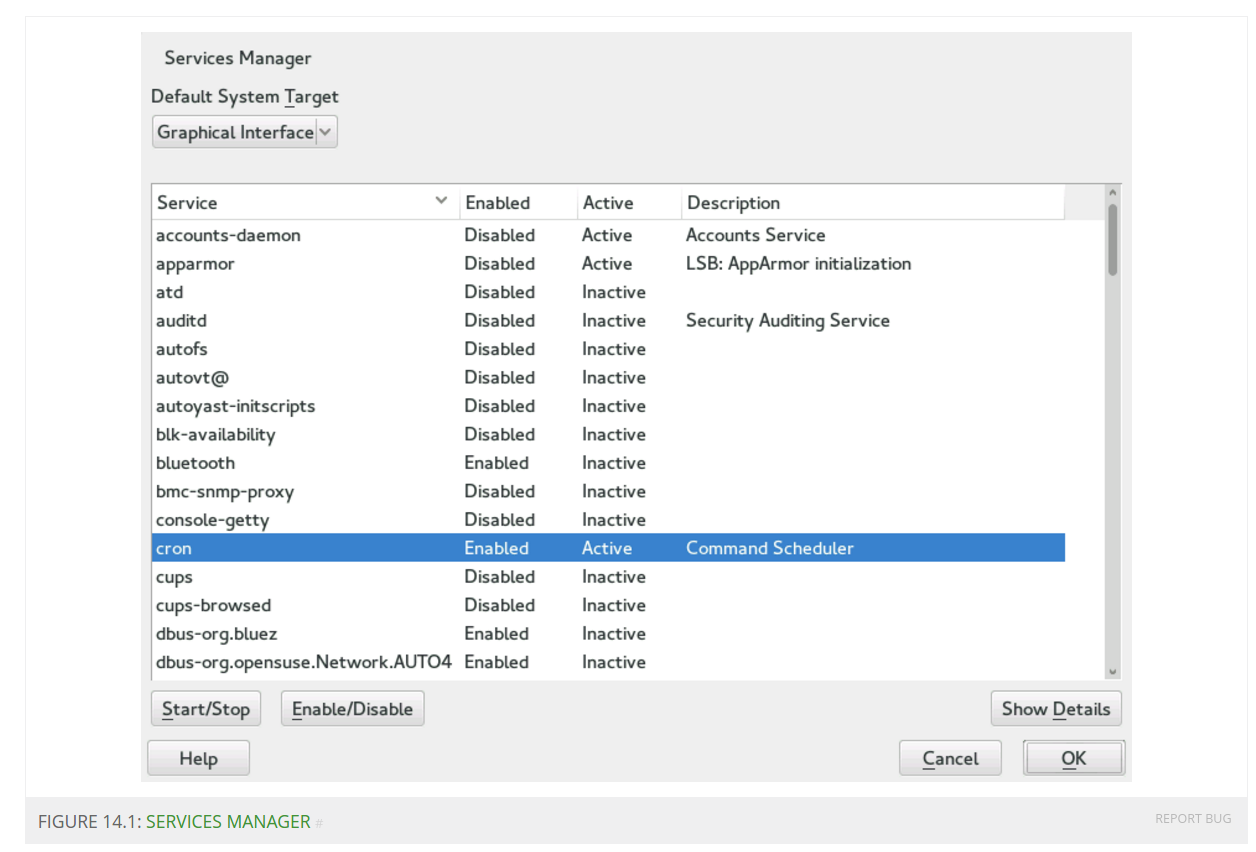 Services Manager
Default System Target
Graphical Interface
Service Enabled Active Description
accounts-daemon Disabled Active Accounts Service
apparmor Disabled Active LSB: AppArmor initialization
atd Disabled Inactive
auditd Disabled Inactive Security Auditing Service
autofs Disabled Inactive
autovt@ Disabled Inactive
autoyast-initscripts Disabled Inactive
blk-availability Disabled Inactive
bluetooth Enabled Inactive
bmc-snmp-proxy Disabled Inactive
console-getty Disabled Inactive
cron Enabled Active Command Scheduler
cups Disabled Inactive
cups-browsed Disabled Inactive
dbus-org.bluez Enabled Inactive
dbus-org.opensuse.Network.AUTO4 Enabled Inactive
Start/Stop Enable/Disable Show Details
Help Cancel OK
FIGURE 14.1: SERVICES MANAGER # REPORT BUG